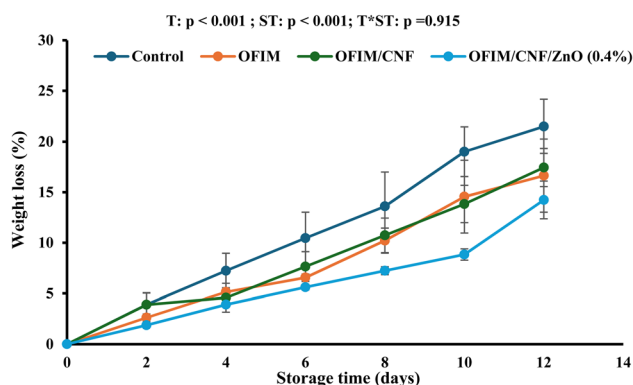 T: p < 0.001 ; ST: p < 0.001; T*ST: p =0.915
30
25
20
15
10
5
0
Weight loss (%)
Control OFIM OFIM/CNF OFIM/CNF/ZnO (0.4%)
0 2 4 6 8 10 12 14
Storage time (days)